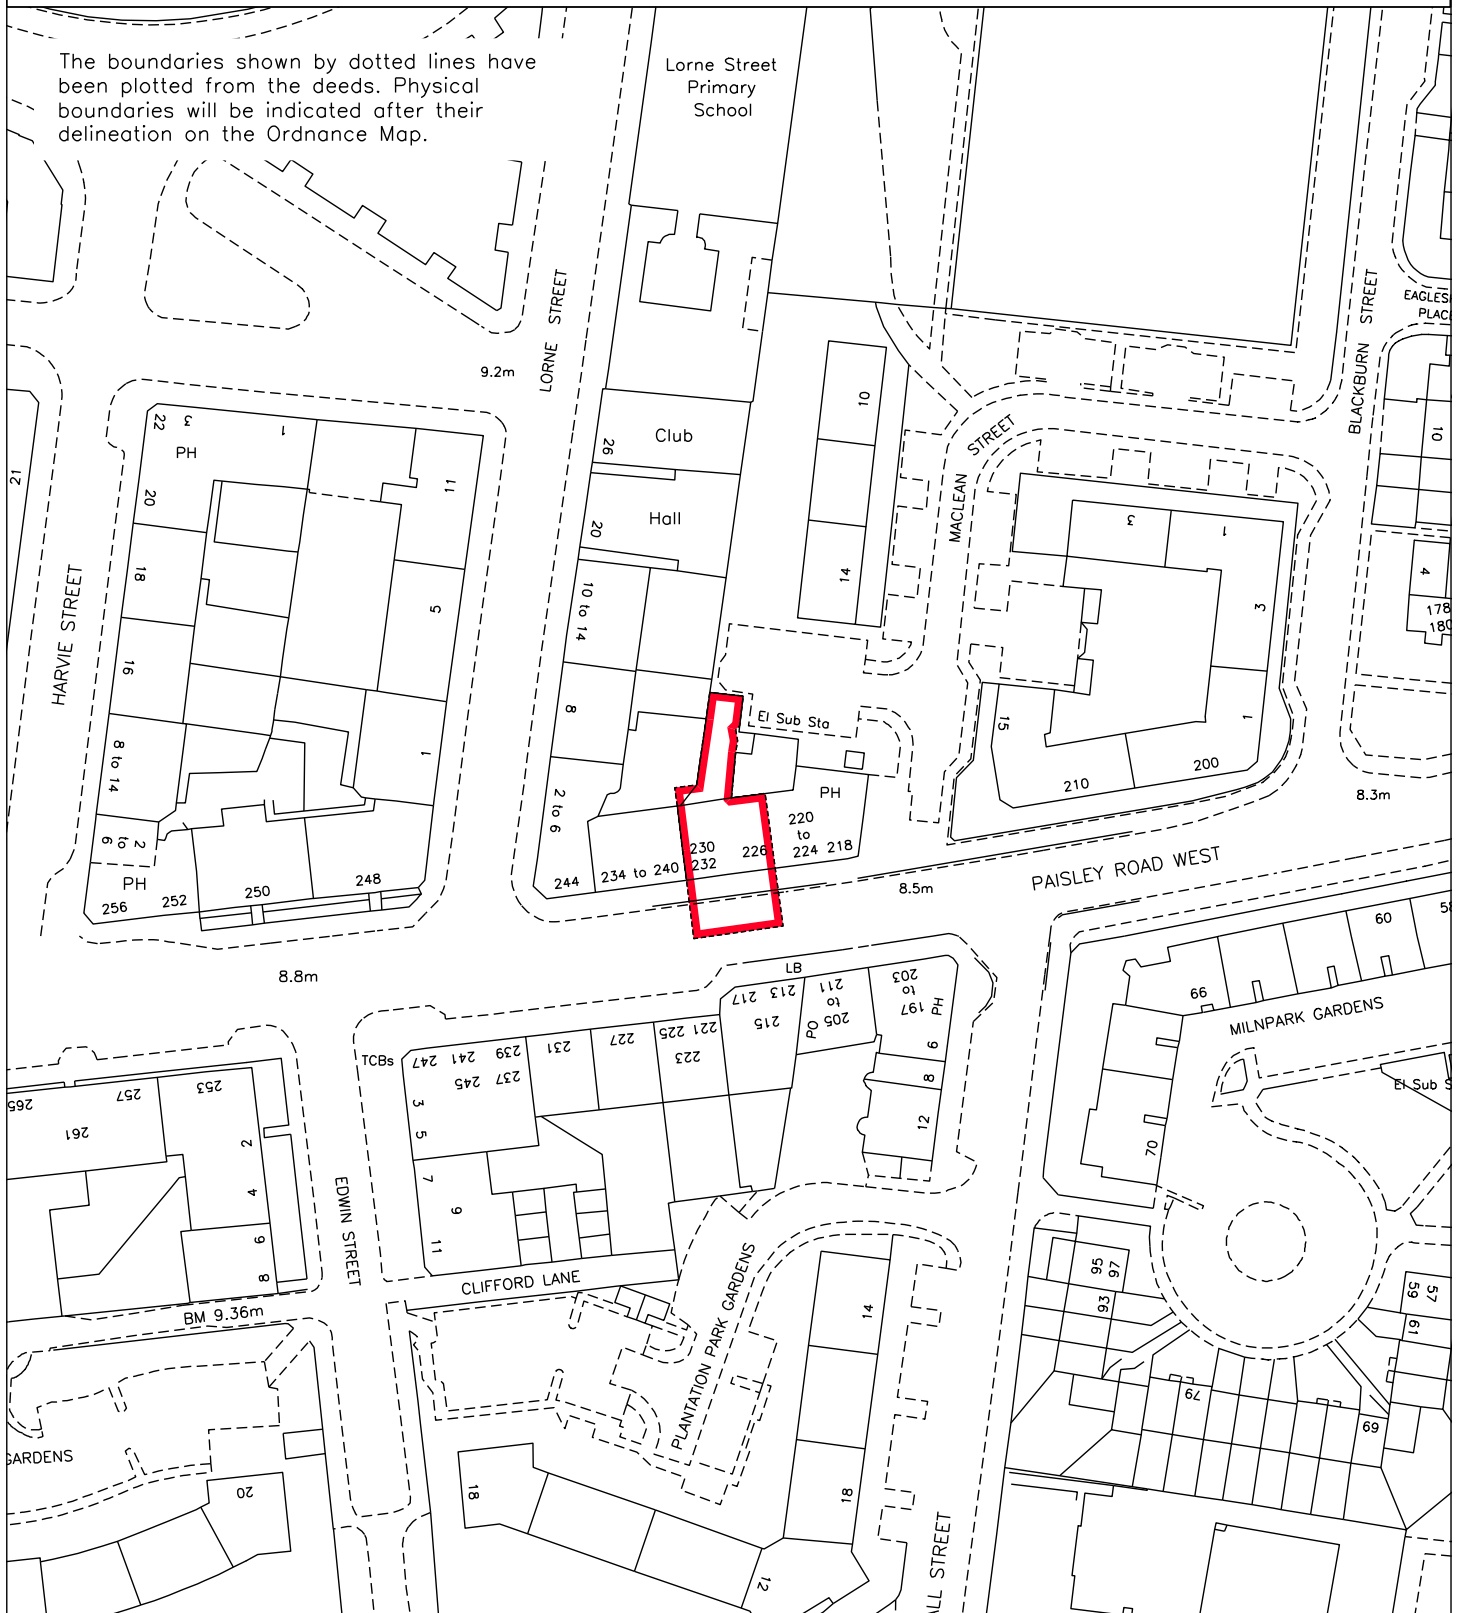 The boundaries shown by dotted lines have
been plotted from the deeds. Physical
boundaries will be indicated after their
delineation on the Ordnance Map.
Lorne Street
Primary
School
LORNE STREET
9.2m
BLACKBURN STREET
22
3
1
PH
20
11
21
26
Club
10
MACLEAN STREET
10
20
Hall
18
5
10 to 14
14
3
1
3
4
178
180
HARVIE STREET
16
8
El Sub Sta
15
1
8 to 14
1
2 to 6
PH
210
200
8.3m
2 to 6
220
to
224
218
230
232
226
PH
256
252
250
248
244
234 to 240
8.5m
PAISLEY ROAD WEST
60
8.8m
LB
217
213
215
211
to
205
PO
203
to
197
PH
66
MILNPARK GARDENS
TCBs
247
241
239
245
237
231
227
225
221
223
6
8
12
265
257
253
261
3
5
7
9
11
2
4
6
8
70
EDWIN STREET
CLIFFORD LANE
PLANTATION PARK GARDENS
BM 9.36m
95
97
93
59
57
61
14
79
69
GARDENS
20
18
18
12